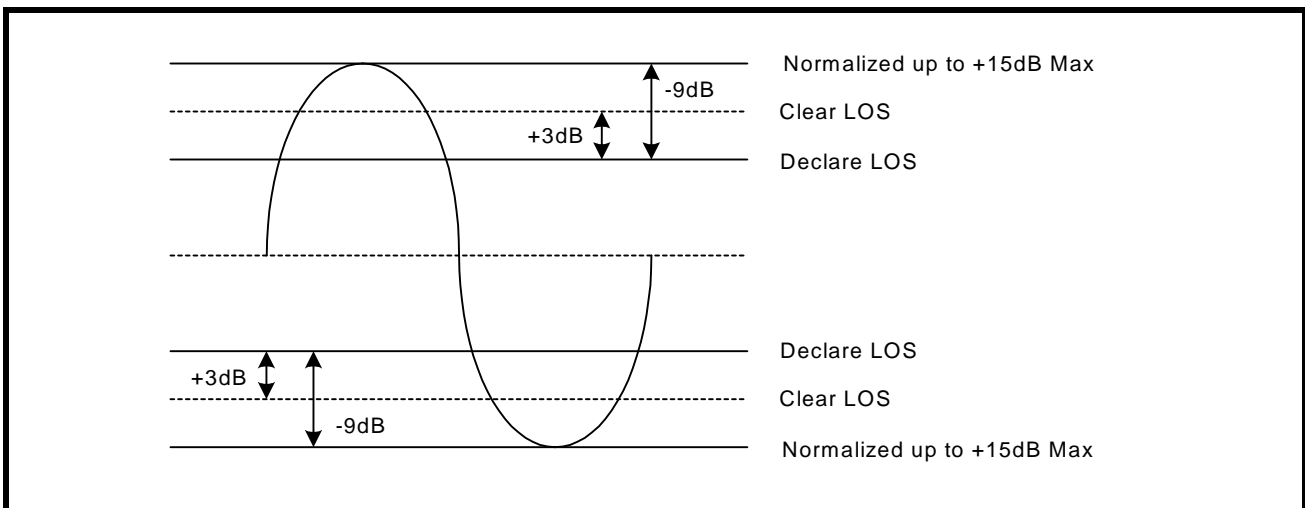 Normalized up to +15dB Max
-9dB
Clear LOS
+3dB
Declare LOS
Declare LOS
+3dB
Clear LOS
-9dB
Normalized up to +15dB Max